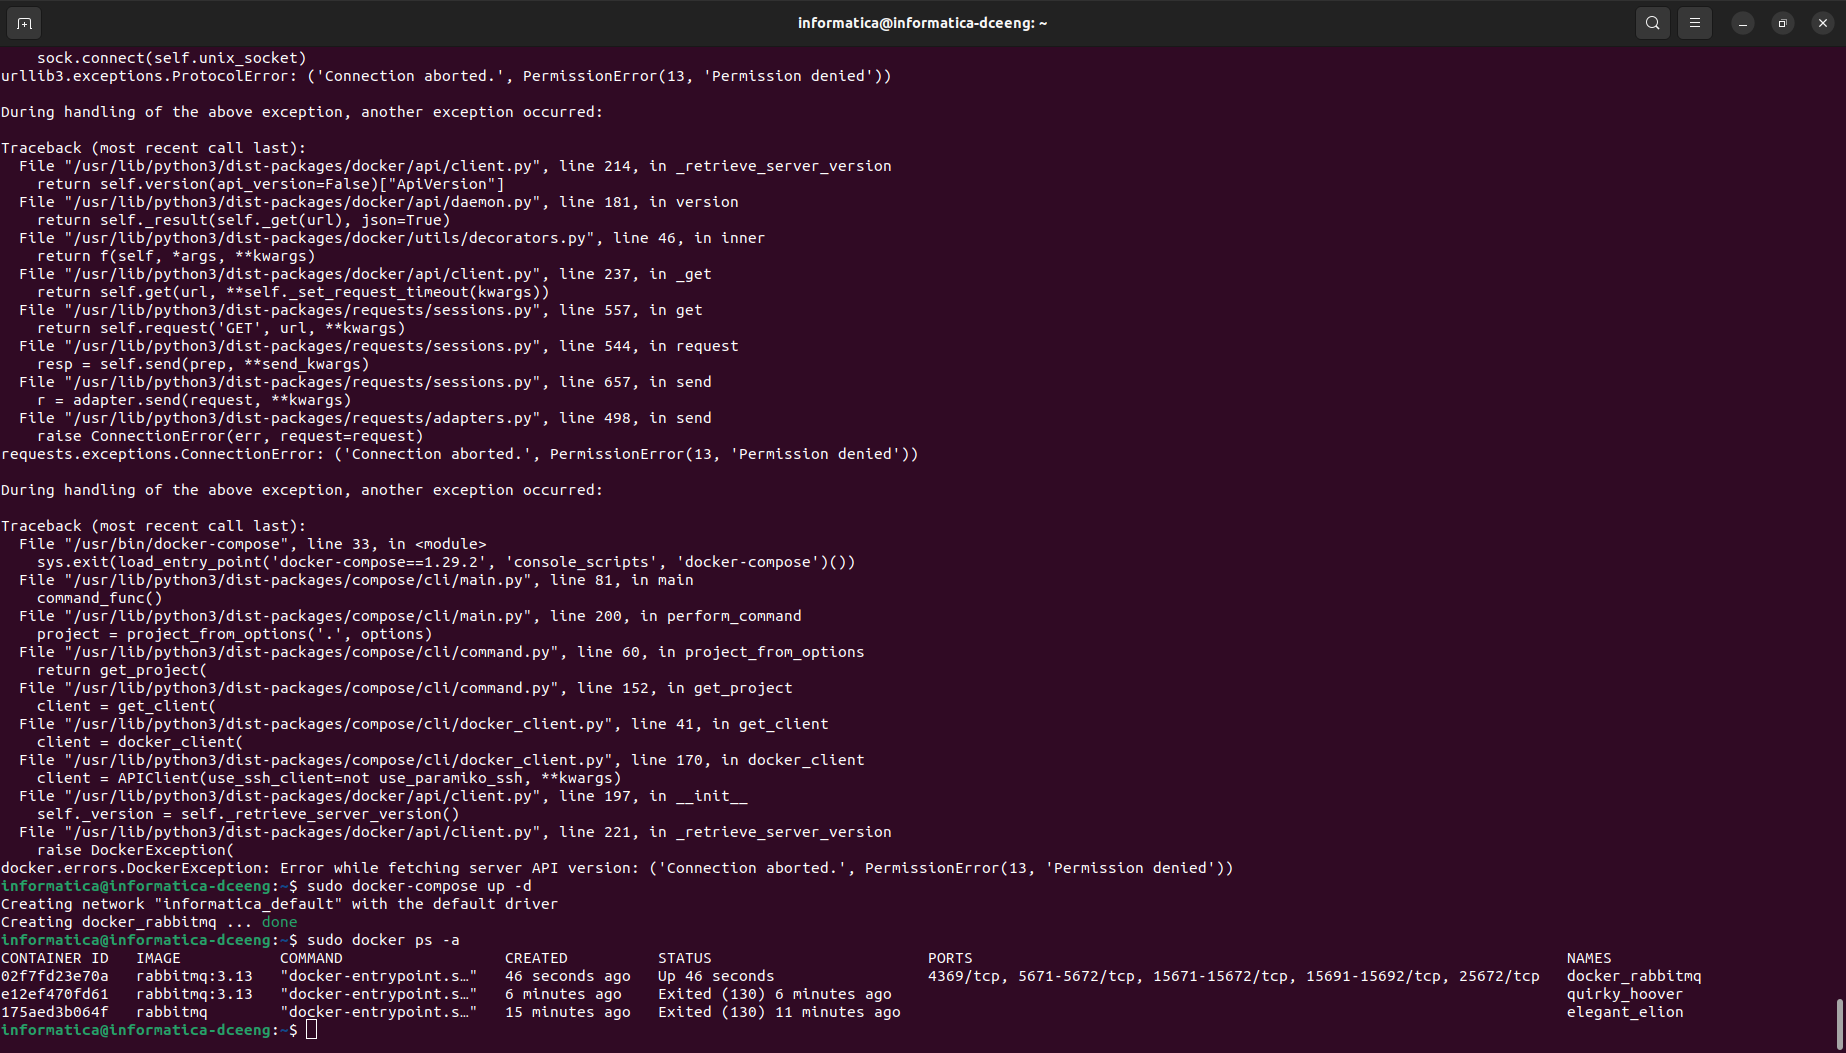 informatica@informatica-dceeng: ~
    sock.connect(self.unix_socket)
urllib3.exceptions.ProtocolError: ('Connection aborted.', PermissionError(13, 'Permission denied'))

During handling of the above exception, another exception occurred:

Traceback (most recent call last):
  File "/usr/lib/python3/dist-packages/docker/api/client.py", line 214, in _retrieve_server_version
    return self.version(api_version=False)["ApiVersion"]
  File "/usr/lib/python3/dist-packages/docker/api/daemon.py", line 181, in version
    return self._result(self._get(url), json=True)
  File "/usr/lib/python3/dist-packages/docker/utils/decorators.py", line 46, in inner
    return f(self, *args, **kwargs)
  File "/usr/lib/python3/dist-packages/docker/api/client.py", line 237, in _get
    return self.get(url, **self._set_request_timeout(kwargs))
  File "/usr/lib/python3/dist-packages/requests/sessions.py", line 557, in get
    return self.request('GET', url, **kwargs)
  File "/usr/lib/python3/dist-packages/requests/sessions.py", line 544, in request
    resp = self.send(prep, **send_kwargs)
  File "/usr/lib/python3/dist-packages/requests/sessions.py", line 657, in send
    r = adapter.send(request, **kwargs)
  File "/usr/lib/python3/dist-packages/requests/adapters.py", line 498, in send
    raise ConnectionError(err, request=request)
requests.exceptions.ConnectionError: ('Connection aborted.', PermissionError(13, 'Permission denied'))

During handling of the above exception, another exception occurred:

Traceback (most recent call last):
  File "/usr/bin/docker-compose", line 33, in <module>
    sys.exit(load_entry_point('docker-compose==1.29.2', 'console_scripts', 'docker-compose')())
  File "/usr/lib/python3/dist-packages/compose/cli/main.py", line 81, in main
    command_func()
  File "/usr/lib/python3/dist-packages/compose/cli/main.py", line 200, in perform_command
    project = project_from_options('.', options)
  File "/usr/lib/python3/dist-packages/compose/cli/command.py", line 60, in project_from_options
    return get_project(
  File "/usr/lib/python3/dist-packages/compose/cli/command.py", line 152, in get_project
    client = get_client(
  File "/usr/lib/python3/dist-packages/compose/cli/docker_client.py", line 41, in get_client
    client = docker_client(
  File "/usr/lib/python3/dist-packages/compose/cli/docker_client.py", line 170, in docker_client
    client = APIClient(use_ssh_client=not use_paramiko_ssh, **kwargs)
  File "/usr/lib/python3/dist-packages/docker/api/client.py", line 197, in __init__
    self._version = self._retrieve_server_version()
  File "/usr/lib/python3/dist-packages/docker/api/client.py", line 221, in _retrieve_server_version
    raise DockerException(
docker.errors.DockerException: Error while fetching server API version: ('Connection aborted.', PermissionError(13, 'Permission denied'))
informatica@informatica-dceeng:~$ sudo docker-compose up -d
Creating network "informatica_default" with the default driver
Creating docker_rabbitmq ... done
informatica@informatica-dceeng:~$ sudo docker ps -a
CONTAINER ID   IMAGE           COMMAND                  CREATED          STATUS                        PORTS                                                                  NAMES
02f7fd23e70a   rabbitmq:3.13   "docker-entrypoint.s…"   46 seconds ago   Up 46 seconds                 4369/tcp, 5671-5672/tcp, 15671-15672/tcp, 15691-15692/tcp, 25672/tcp   docker_rabbitmq
e12ef470fd61   rabbitmq:3.13   "docker-entrypoint.s…"   6 minutes ago    Exited (130) 6 minutes ago                                                                           quirky_hoover
175aed3b064f   rabbitmq        "docker-entrypoint.s…"   15 minutes ago   Exited (130) 11 minutes ago                                                                          elegant_elion
informatica@informatica-dceeng:~$